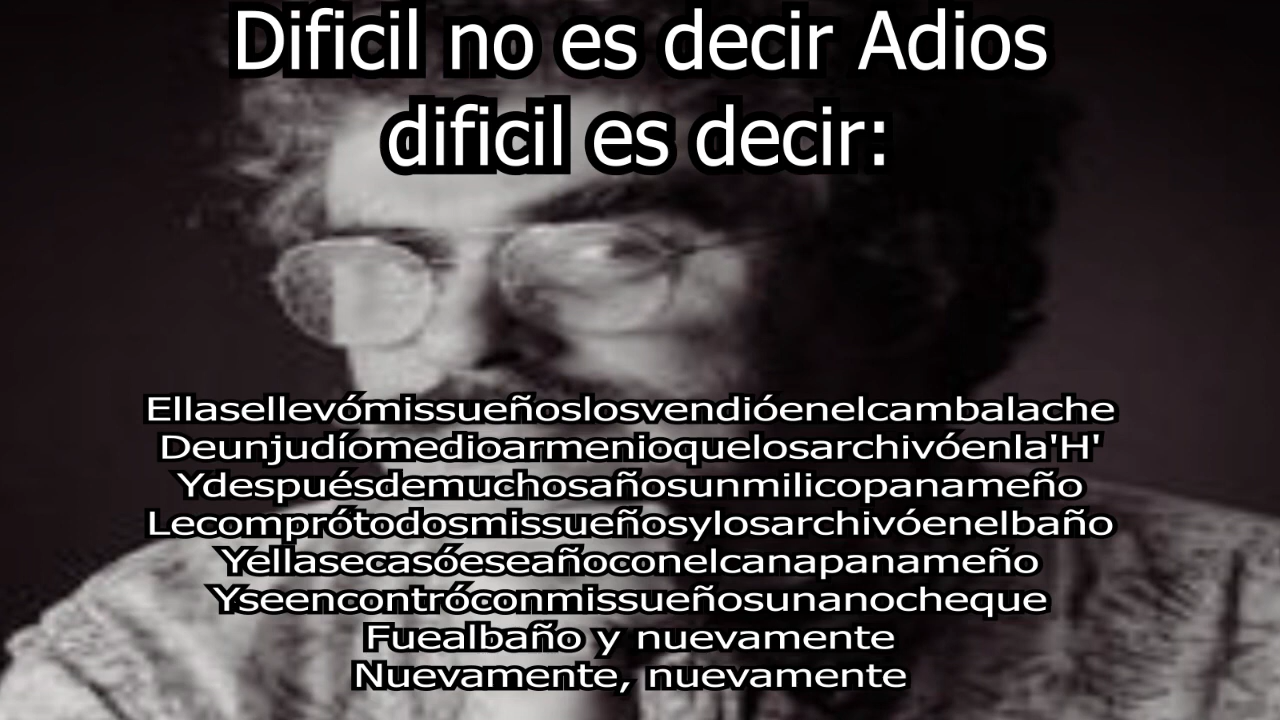 Dificil no es decir Adios
dificil es decir:
Ellasellevómissueñoslosvendióenelcambalache
Deunjudíomedioarmenioquelosarchivóenla'H'
Ydespuésdemuchosañosunmilicopanameño
Lecomprótodosmissueñosylosarchivóenelbaño
Yellasecasóeseañoconelcanapanameño
Yseencontróconmissueñosunanocheque
Fuealbaño y nuevamente
Nuevamente, nuevamente